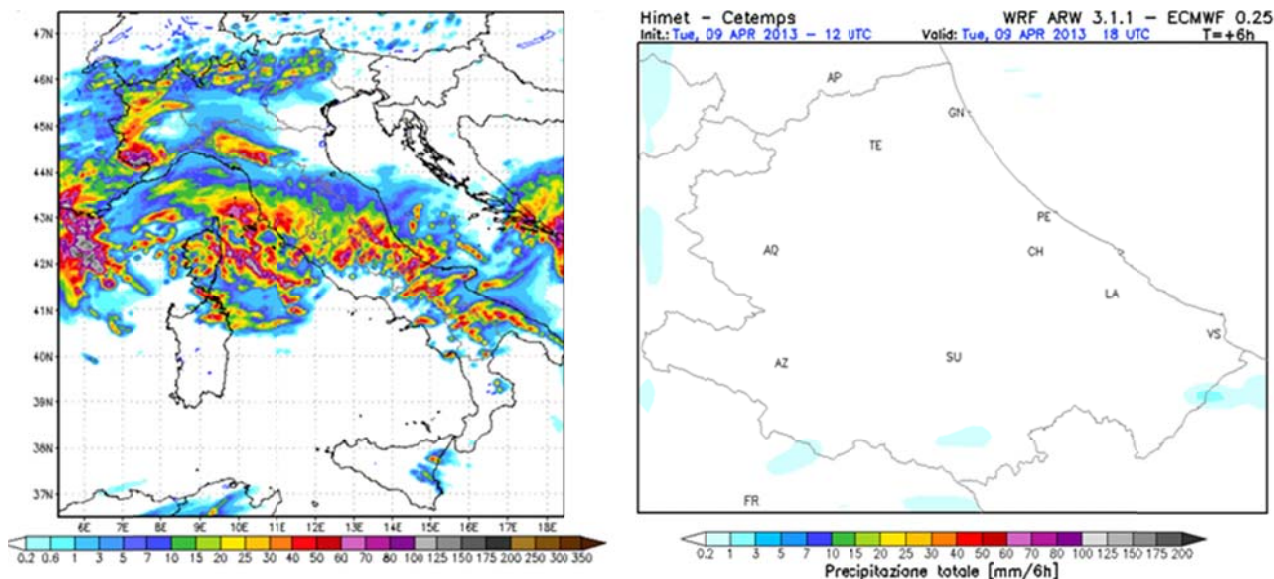 47N
46N
45N
44N
43N
42N
41N
40N
39N
38N
37N
6E 7E 8E 9E 10E 11E 12E 13E 14E 15E 16E 17E 18E
0.2 0.6 1 3 5 7 10 15 20 25 30 40 50 60 70 80 100 125 150 175 200 250 300 350
Himet - Cetemps WRF ARW 3.1.1 - ECMWF 0.25
Init.: Tue, 09 APR 2013 - 12 UTC Valid: Tue, 09 APR 2013 18 UTC T=+6h
AP
GN
TE
PE
AQ
CH
LA
VS
SU
AZ
FR
0.2 1 3 5 7 10 15 20 25 30 40 50 60 70 80 100 125 150 175 200
Precipitazione totale [mm/6h]